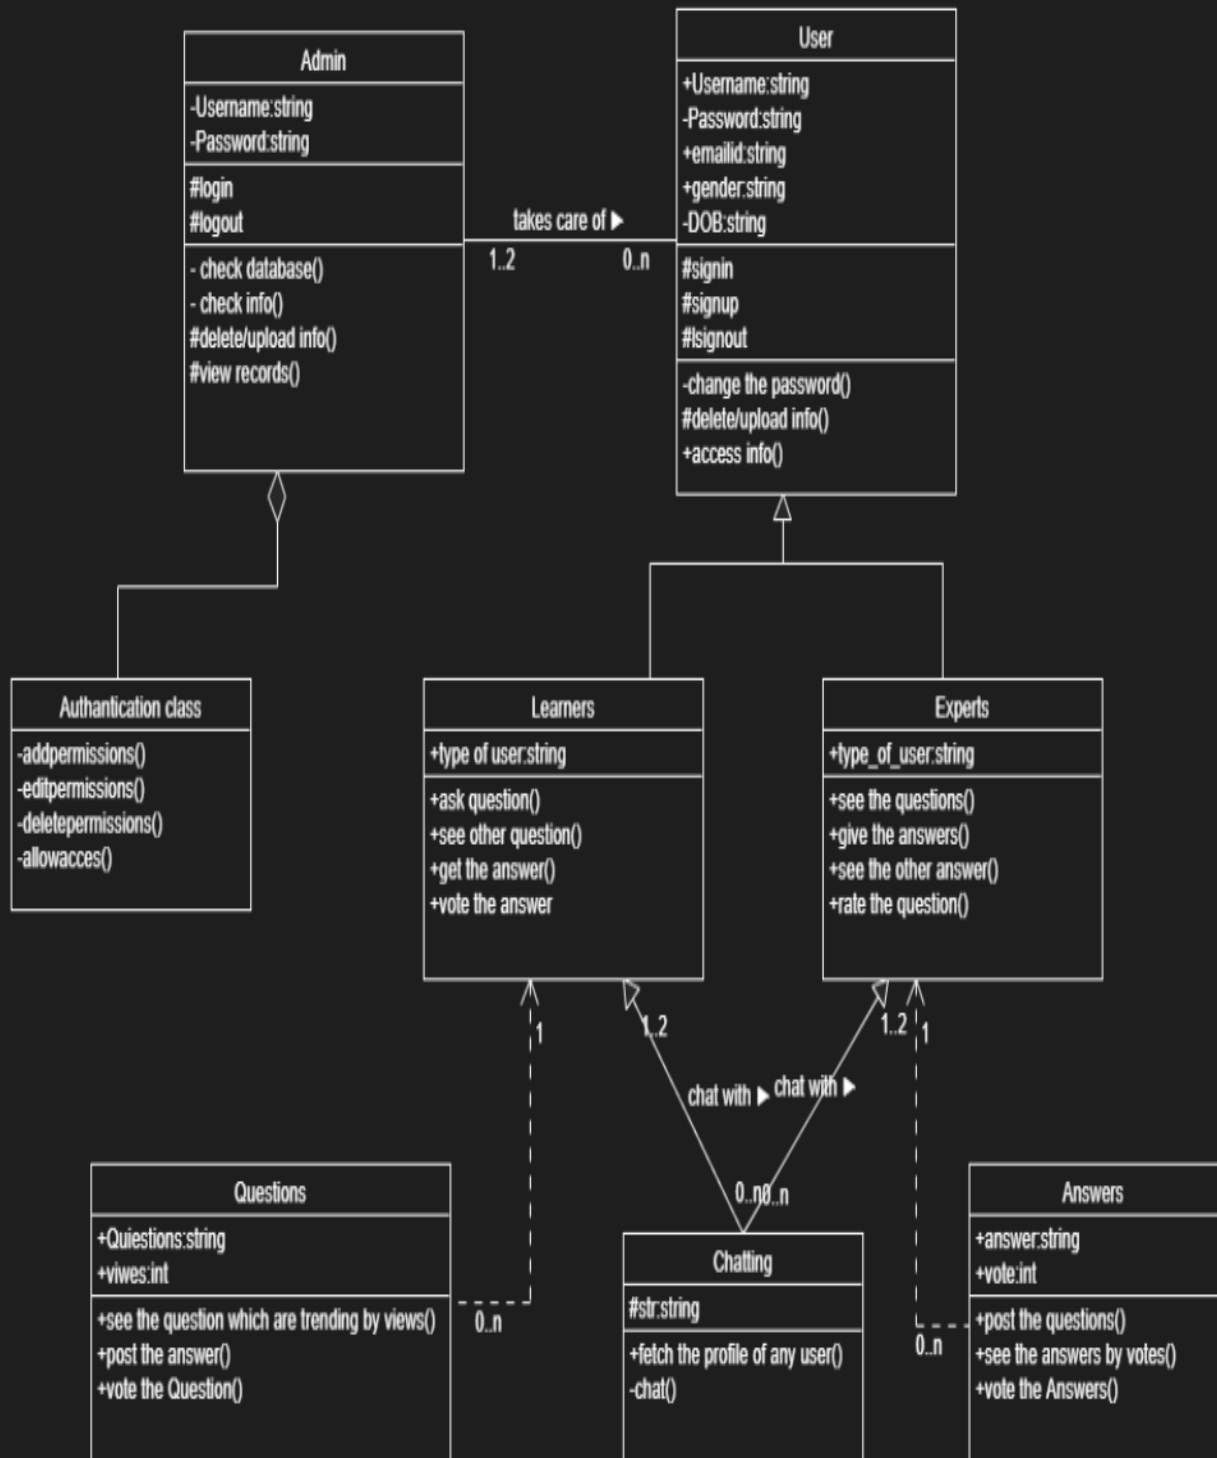 Admin
-Username:string
-Password:string
#login
#logout
- check database()
- check info()
#delete/upload info()
#view records()
takes care of ▶
1..2
0..n
User
+Username:string
-Password:string
+emailid:string
+gender:string
-DOB:string
#signin
#signup
#lsignout
-change the password()
#delete/upload info()
+access info()
Authantication class
-addpermissions()
-editpermissions()
-deletepermissions()
-allowacces()
Learners
+type of user:string
+ask question()
+see other question()
+get the answer()
+vote the answer
Experts
+type_of_user:string
+see the questions()
+give the answers()
+see the other answer()
+rate the question()
1
1..2
1..2
1
chat with ▶
chat with ▶
0..n
0..n
Questions
+Quiestions:string
+viwes:int
+see the question which are trending by views()
+post the answer()
+vote the Question()
0..n
Chatting
#str:string
+fetch the profile of any user()
-chat()
0..n
Answers
+answer:string
+vote:int
+post the questions()
+see the answers by votes()
+vote the Answers()